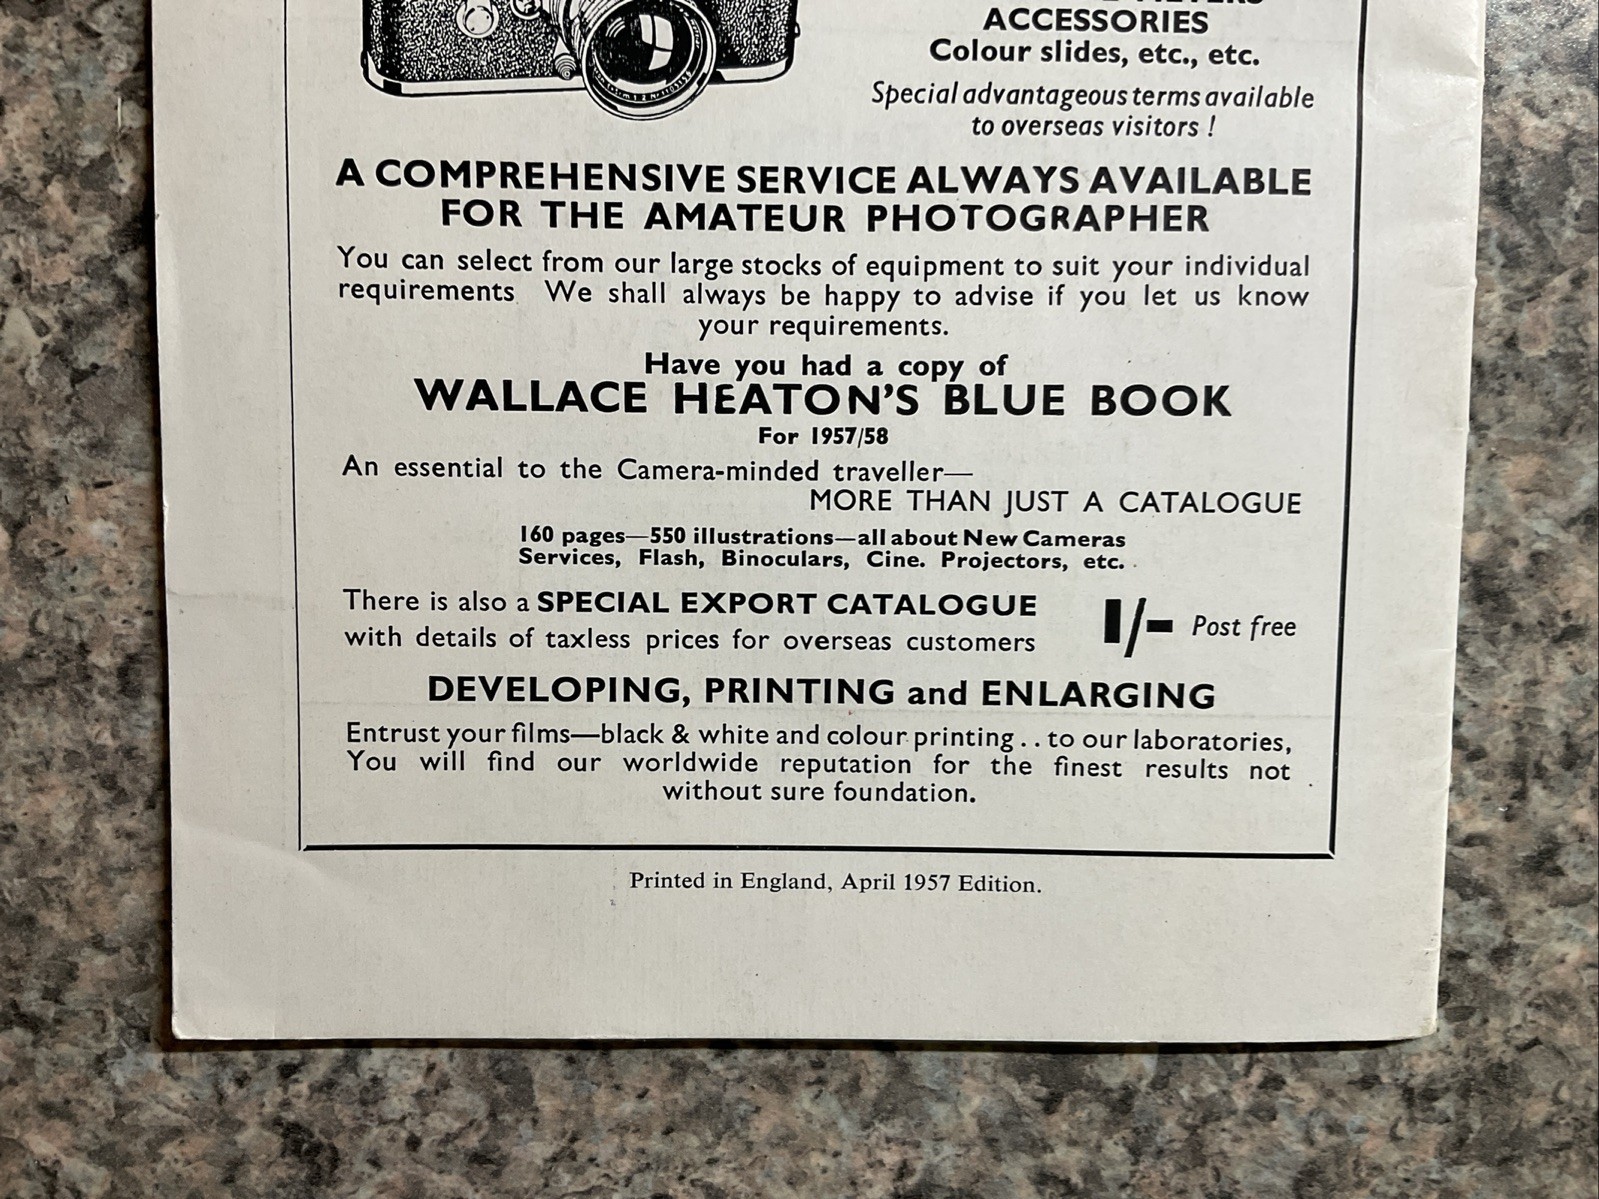 ACCESSORIES
Colour slides, etc., etc.
Special advantageous terms available
to overseas visitors !
A COMPREHENSIVE SERVICE ALWAYS AVAILABLE
FOR THE AMATEUR PHOTOGRAPHER
You can select from our large stocks of equipment to suit your individual
requirements We shall always be happy to advise if you let us know
your requirements.
Have you had a copy of
WALLACE HEATON'S BLUE BOOK
For 1957/58
An essential to the Camera-minded traveller—
MORE THAN JUST A CATALOGUE
160 pages—550 illustrations—all about New Cameras
Services, Flash, Binoculars, Cine. Projectors, etc.
There is also a SPECIAL EXPORT CATALOGUE
with details of taxless prices for overseas customers
1/- Post free
DEVELOPING, PRINTING and ENLARGING
Entrust your films—black & white and colour printing . . to our laboratories,
You will find our worldwide reputation for the finest results not
without sure foundation.
Printed in England, April 1957 Edition.